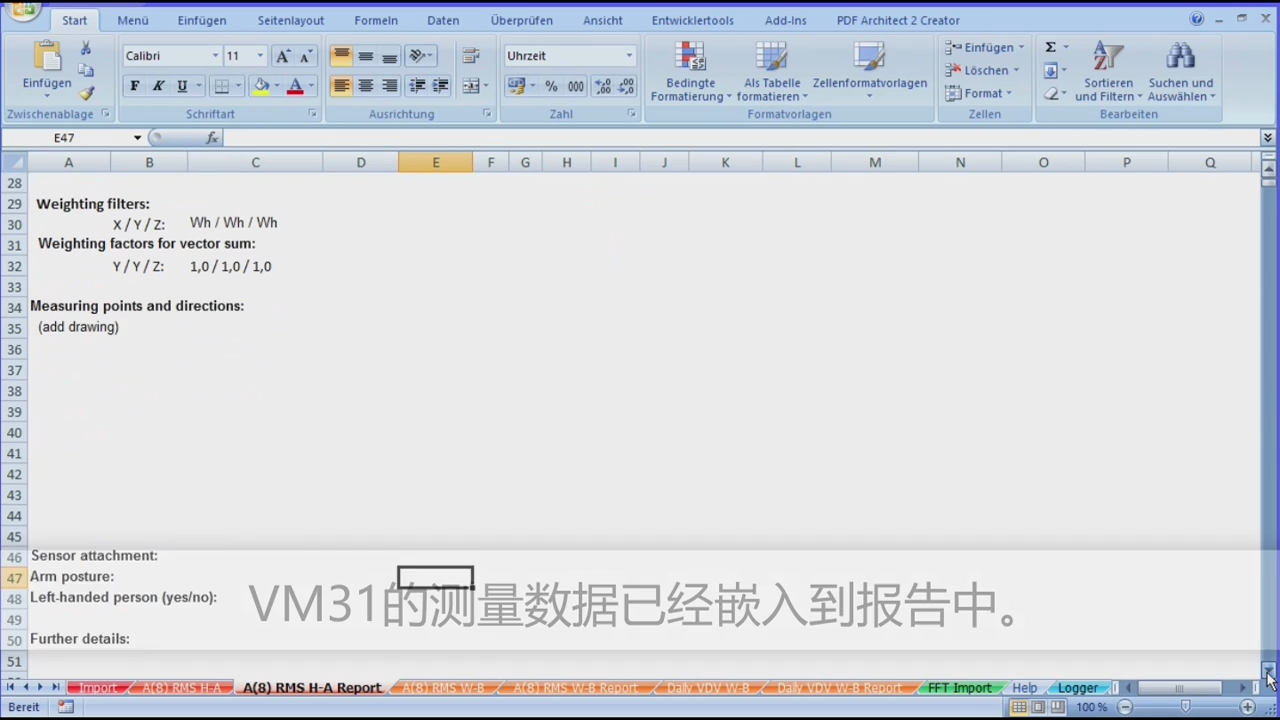 Start Menü Einfügen Seitenlayout Formeln Daten Überprüfen Ansicht Entwicklertools Add-Ins PDF Architect 2 Creator
Einfügen
Zwischenablage
Calibri 11
F K U
Schriftart
Ausrichtung
Uhrzeit
% 000
Zahl
Bedingte Formatierung
Als Tabelle formatieren
Zellenformatvorlagen
Formatvorlagen
Einfügen
Löschen
Format
Zellen
Sortieren und Filtern
Suchen und Auswählen
Bearbeiten
E47 fx
A B C D E F G H I J K L M N O P Q
28
29 Weighting filters:
30 X / Y / Z: Wh / Wh / Wh
31 Weighting factors for vector sum:
32 Y / Y / Z: 1,0 / 1,0 / 1,0
33
34 Measuring points and directions:
35 (add drawing)
36
37
38
39
40
41
42
43
44
45
46 Sensor attachment:
47 Arm posture:
48 Left-handed person (yes/no):
49
50 Further details:
51
VM31的测量数据已经嵌入到报告中。
Import A(8) RMS H-A A(8) RMS H-A Report A(8) RMS W-B A(8) RMS W-B Report Daily VDV W-B Daily VDV W-B Report FFT Import Help Logger
Bereit 100 %